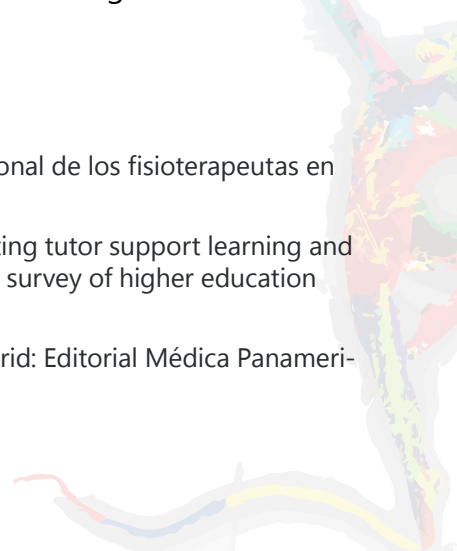 onal de los fisioterapeutas en
ting tutor support learning and
survey of higher education
rid: Editorial Médica Panameri-